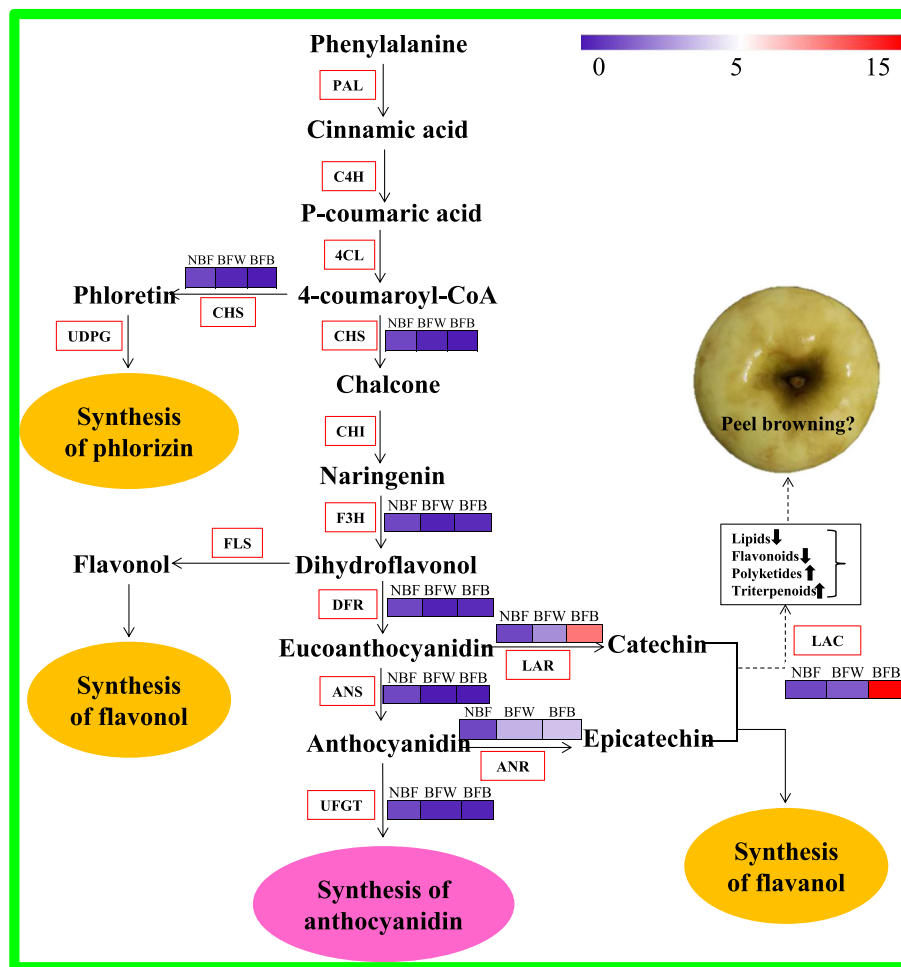 Phenylalanine
0 5 15
PAL
Cinnamic acid
C4H
P-coumaric acid
4CL
NBF BFW BFB
Phloretin
4-coumaroyl-CoA
CHS
UDPG
CHS
NBF BFW BFB
Chalcone
Synthesis
of phlorizin
CHI
Peel browning?
Naringenin
F3H
NBF BFW BFB
FLS
Flavonol
Dihydroflavonol
Lipids⬇
Flavonoids⬇
Polyketides⬆
Triterpenoids⬆
DFR
NBF BFW BFB
NBF BFW BFB
Eucoanthocyanidin
Catechin
LAR
LAC
Synthesis
of flavonol
ANS
NBF BFW BFB
NBF BFW BFB
NBF BFW BFB
Anthocyanidin
Epicatechin
ANR
UFGT
NBF BFW BFB
Synthesis
of flavanol
Synthesis of
anthocyanidin